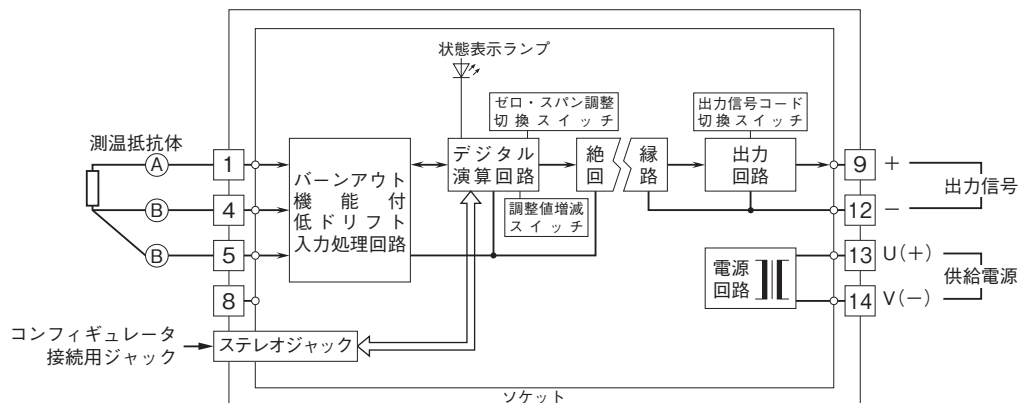 状態表示ランプ
ゼロ・スパン調整
切換スイッチ
出力信号コード
切換スイッチ
測温抵抗体
A
B
B
1
4
5
8
バーンアウト
機能付
低ドリフト
入力処理回路
デジタル
演算回路
調整値増減
スイッチ
絶縁
回路
出力
回路
電源
回路
9
12
13
14
+
−
出力信号
U(+)
V(−)
供給電源
コンフィギュレータ
接続用ジャック
ステレオジャック
ソケット